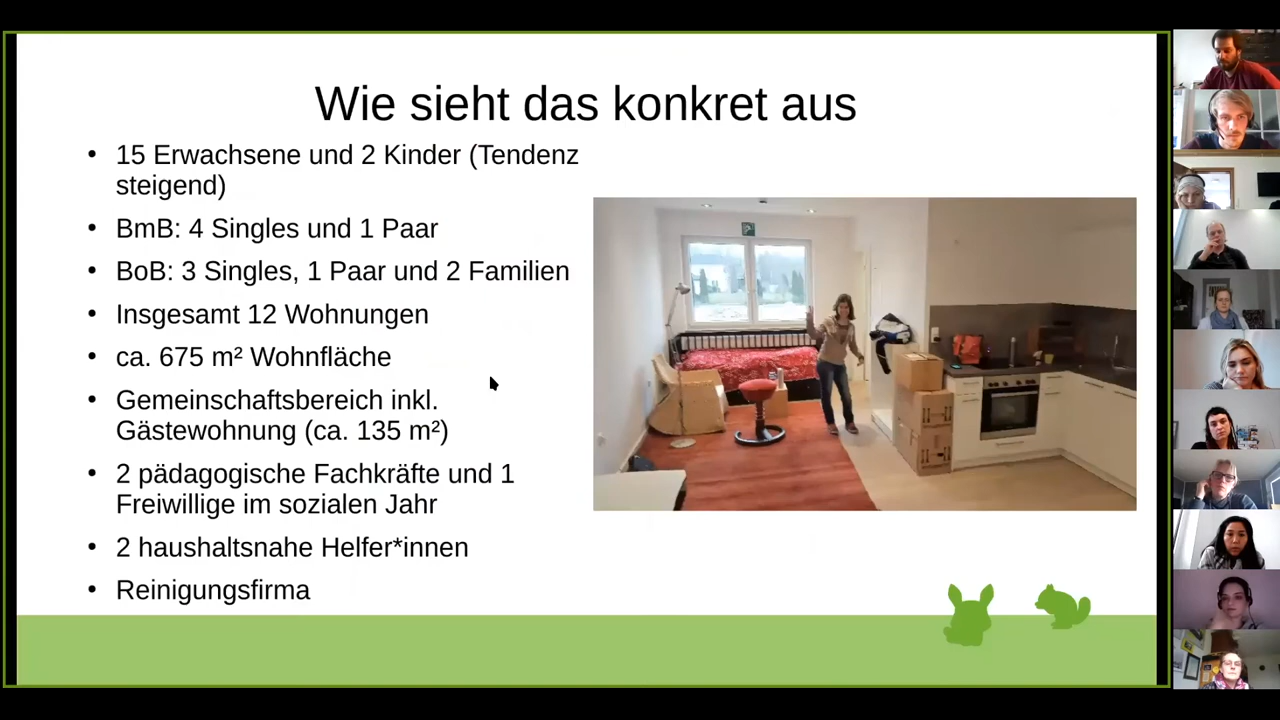 Wie sieht das konkret aus
15 Erwachsene und 2 Kinder (Tendenz
steigend)
BmB: 4 Singles und 1 Paar
BoB: 3 Singles, 1 Paar und 2 Familien
Insgesamt 12 Wohnungen
ca. 675 m² Wohnfläche
Gemeinschaftsbereich inkl.
Gästewohnung (ca. 135 m²)
2 pädagogische Fachkräfte und 1
Freiwillige im sozialen Jahr
2 haushaltsnahe Helfer*innen
Reinigungsfirma